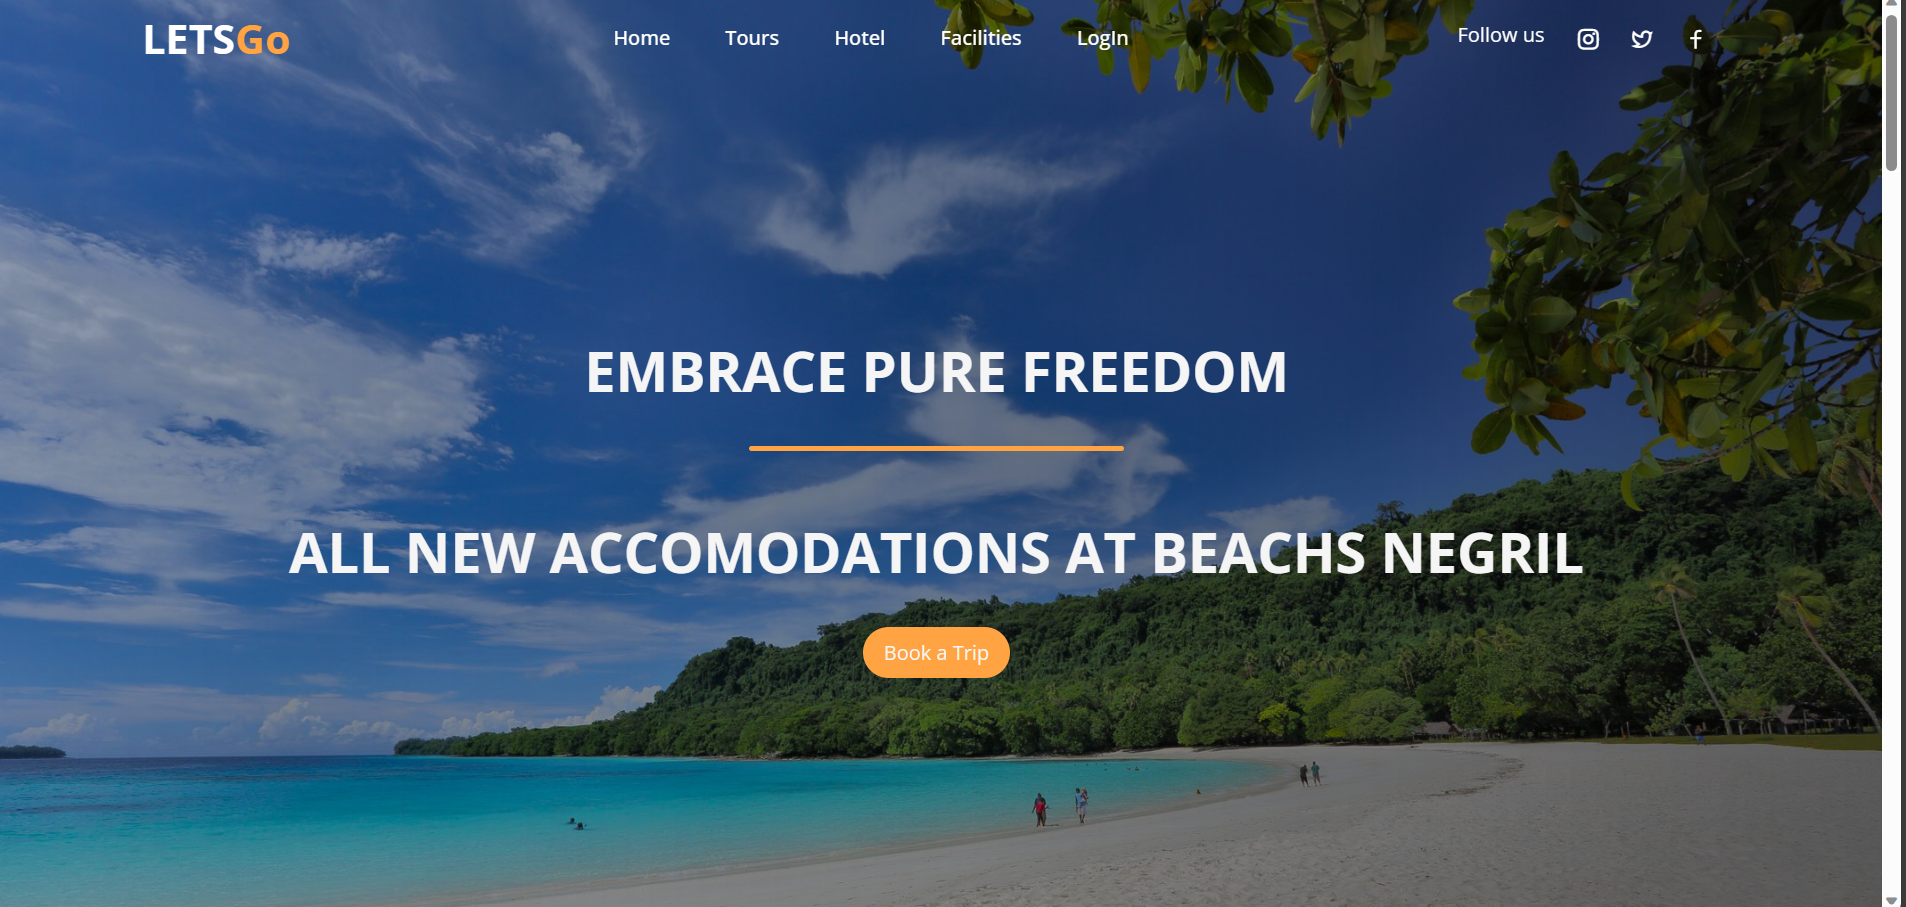 LETSGo
Home Tours Hotel Facilities LogIn
Follow us
EMBRACE PURE FREEDOM
ALL NEW ACCOMODATIONS AT BEACHS NEGRIL
Book a Trip